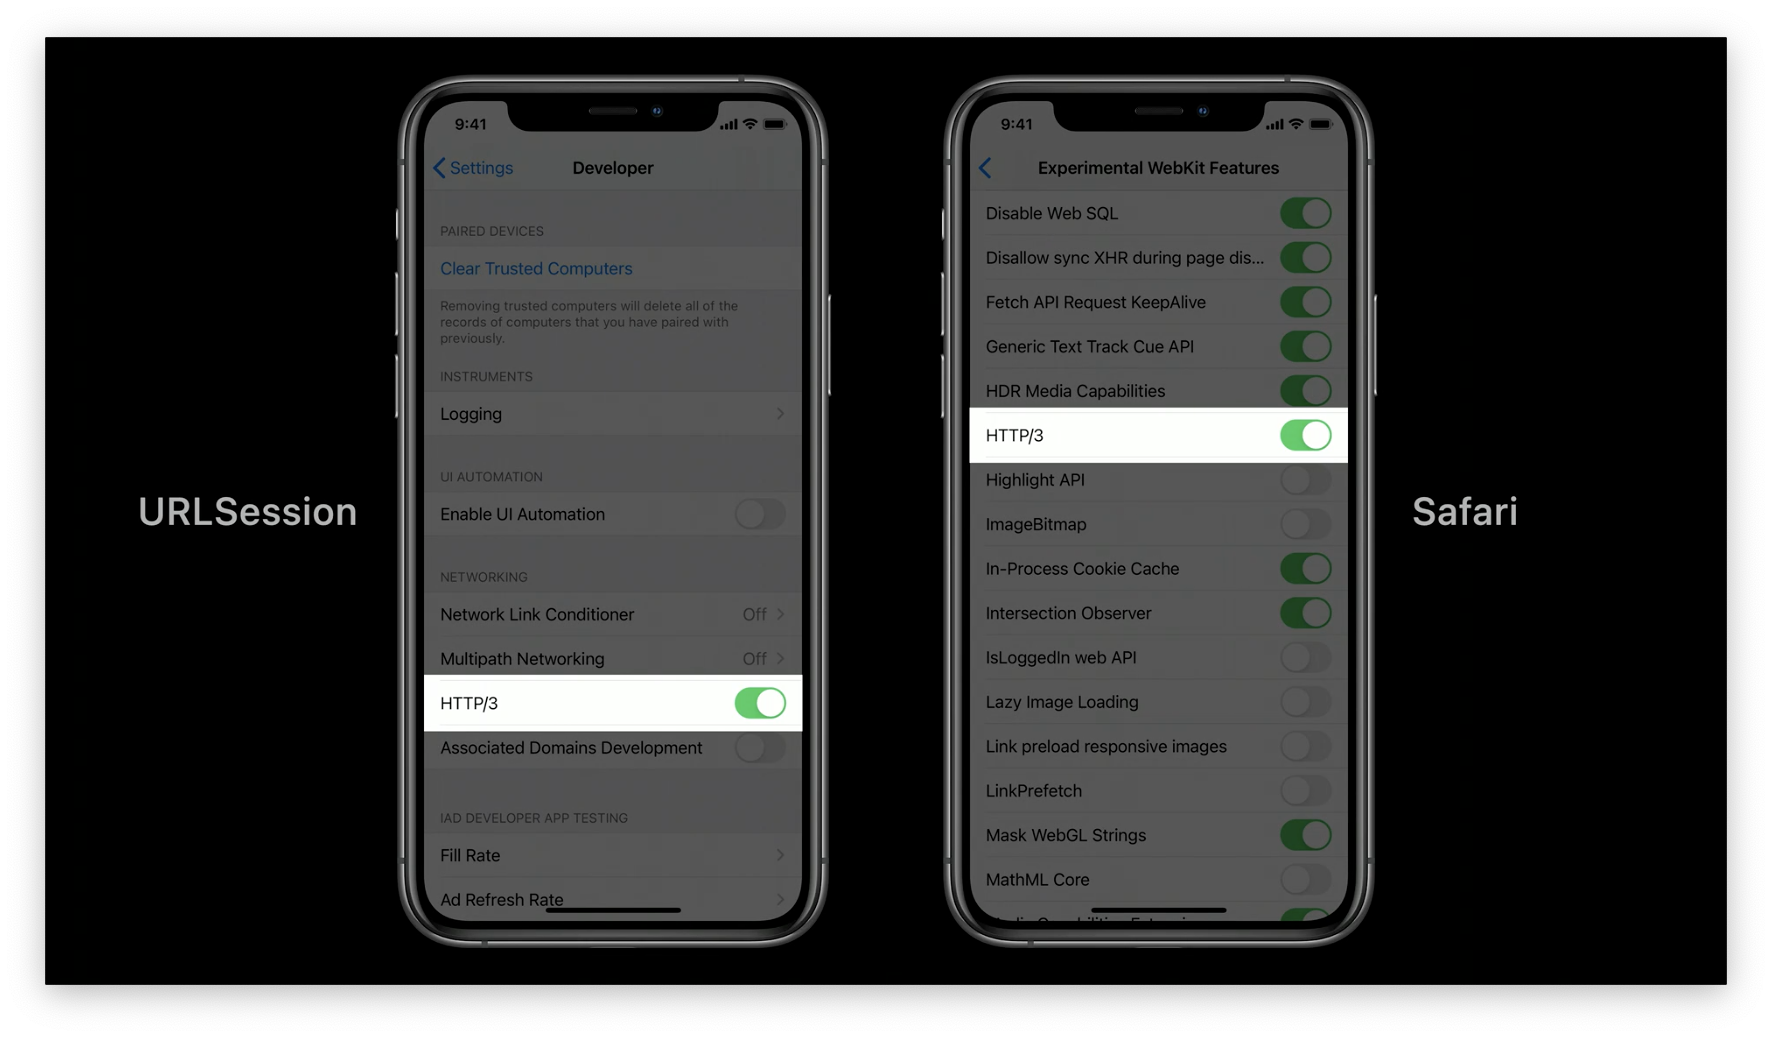 URLSession
9:41
Settings
Developer
PAIRED DEVICES
Clear Trusted Computers
Removing trusted computers will delete all of the
records of computers that you have paired with
previously.
INSTRUMENTS
Logging
UI AUTOMATION
Enable UI Automation
NETWORKING
Network Link Conditioner Off
Multipath Networking Off
HTTP/3
Associated Domains Development
IAD DEVELOPER APP TESTING
Fill Rate
Ad Refresh Rate
9:41
Experimental WebKit Features
Disable Web SQL
Disallow sync XHR during page dis...
Fetch API Request KeepAlive
Generic Text Track Cue API
HDR Media Capabilities
HTTP/3
Highlight API
ImageBitmap
In-Process Cookie Cache
Intersection Observer
IsLoggedIn web API
Lazy Image Loading
Link preload responsive images
LinkPrefetch
Mask WebGL Strings
MathML Core
Safari